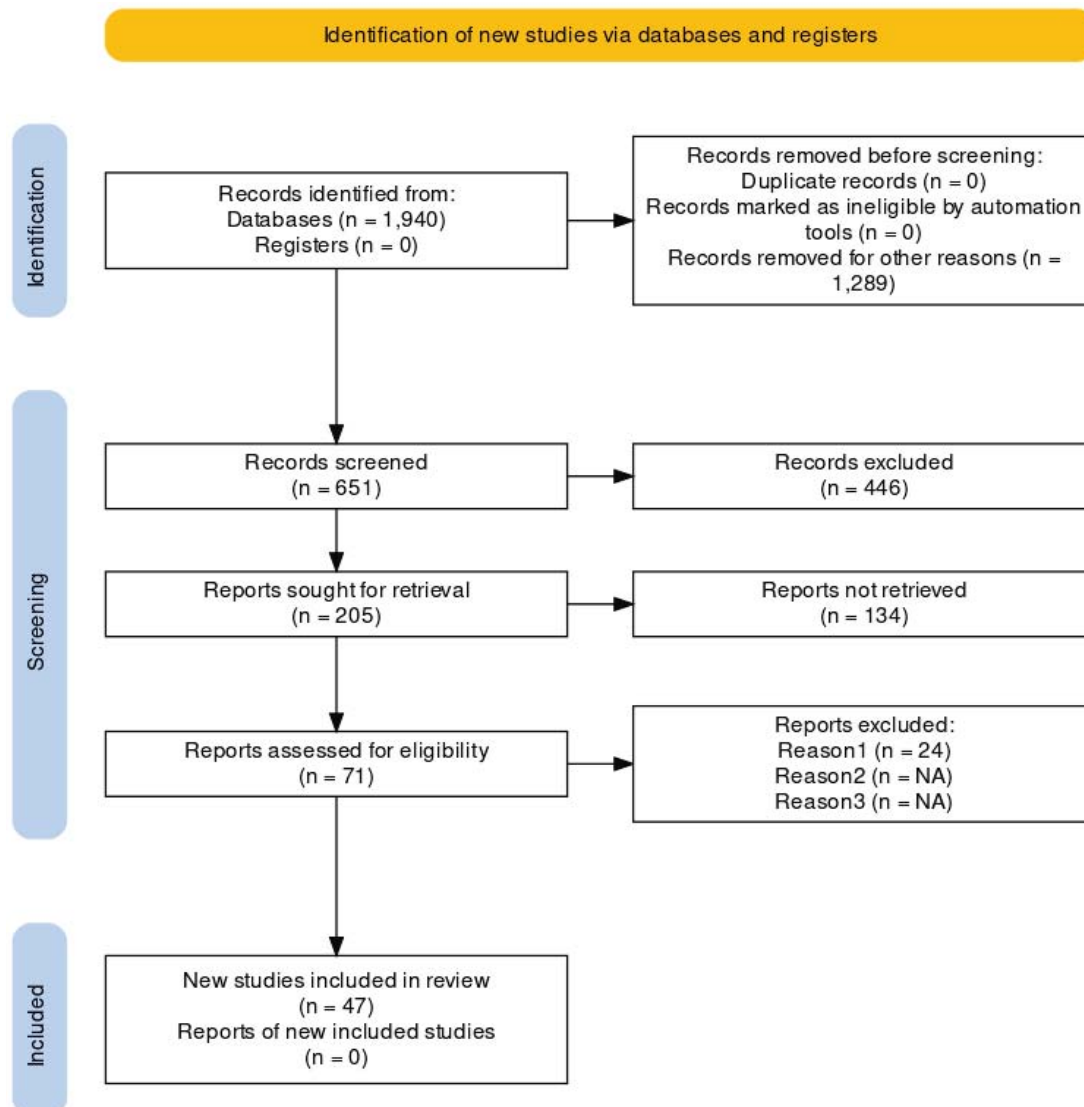 Identification of new studies via databases and registers
Identification
Records identified from:
Databases (n = 1,940)
Registers (n = 0)
Records removed before screening:
Duplicate records (n = 0)
Records marked as ineligible by automation
tools (n = 0)
Records removed for other reasons (n =
1,289)
Screening
Records screened
(n = 651)
Records excluded
(n = 446)
Reports sought for retrieval
(n = 205)
Reports not retrieved
(n = 134)
Reports assessed for eligibility
(n = 71)
Reports excluded:
Reason1 (n = 24)
Reason2 (n = NA)
Reason3 (n = NA)
Included
New studies included in review
(n = 47)
Reports of new included studies
(n = 0)